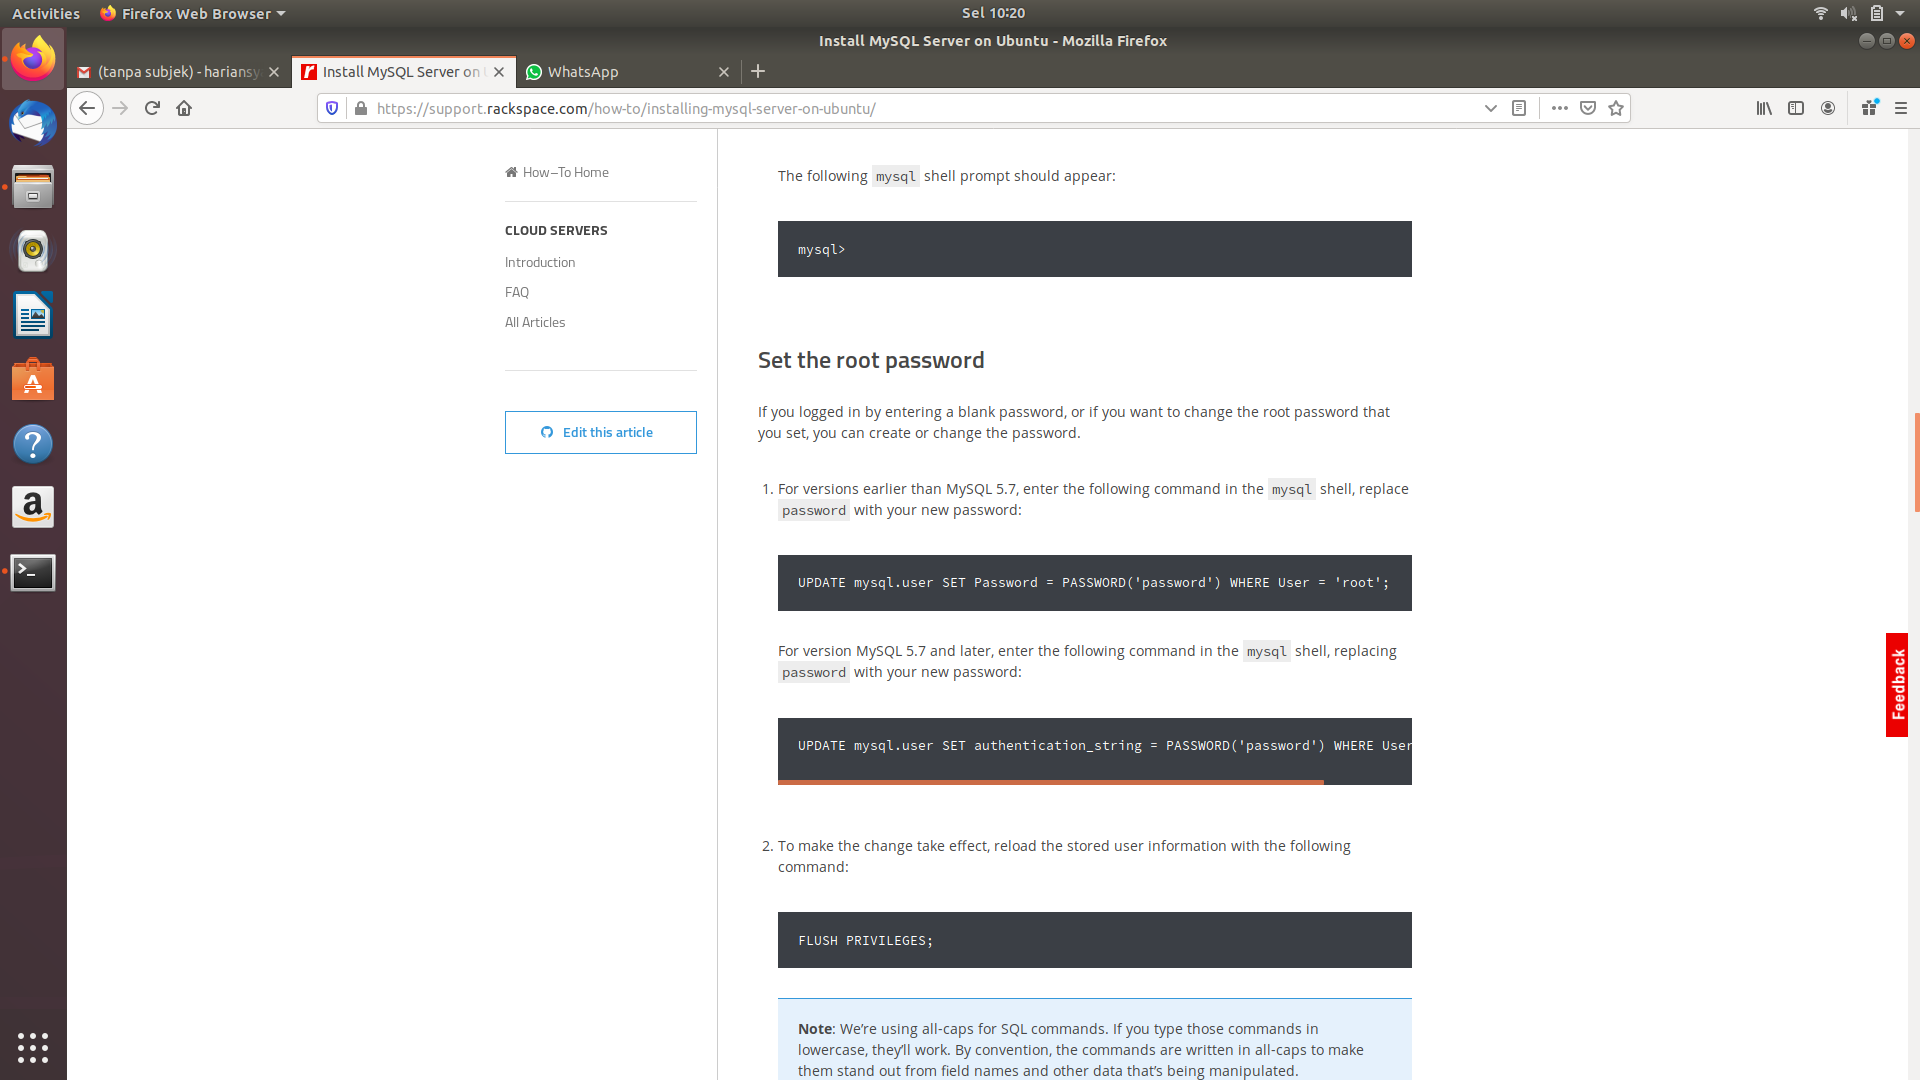 Activities
Firefox Web Browser
Sel 10:20
Install MySQL Server on Ubuntu - Mozilla Firefox
(tanpa subjek) - hariansy
Install MySQL Server on U
WhatsApp
https://support.rackspace.com/how-to/installing-mysql-server-on-ubuntu/
How–To Home
CLOUD SERVERS
Introduction
FAQ
All Articles
Edit this article
The following mysql shell prompt should appear:
mysql>
Set the root password
If you logged in by entering a blank password, or if you want to change the root password that
you set, you can create or change the password.
1. For versions earlier than MySQL 5.7, enter the following command in the mysql shell, replace
password with your new password:
UPDATE mysql.user SET Password = PASSWORD('password') WHERE User = 'root';
For version MySQL 5.7 and later, enter the following command in the mysql shell, replacing
password with your new password:
UPDATE mysql.user SET authentication_string = PASSWORD('password') WHERE User
2. To make the change take effect, reload the stored user information with the following
command:
FLUSH PRIVILEGES;
Note: We’re using all-caps for SQL commands. If you type those commands in
lowercase, they’ll work. By convention, the commands are written in all-caps to make
them stand out from field names and other data that’s being manipulated.
Feedback